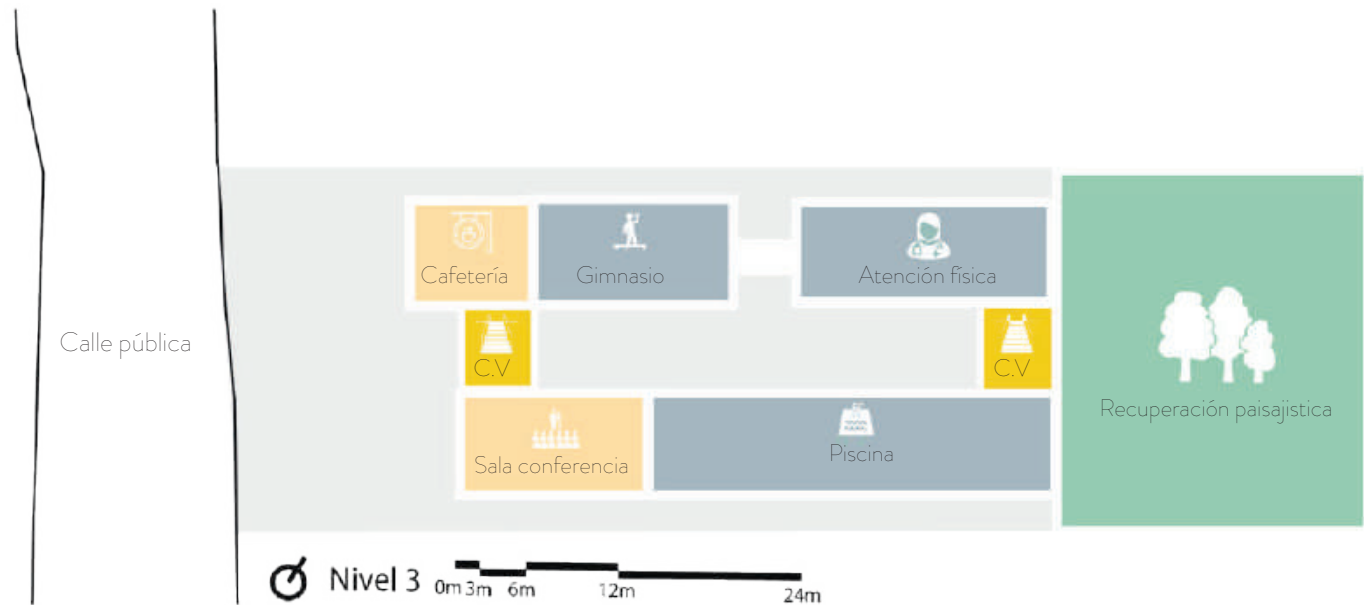 Cafetería
Gimnasio
Atención física
Calle pública
C.V
C.V
Recuperación paisajistica
Sala conferencia
Piscina
Nivel 3
0m 3m 6m 12m 24m